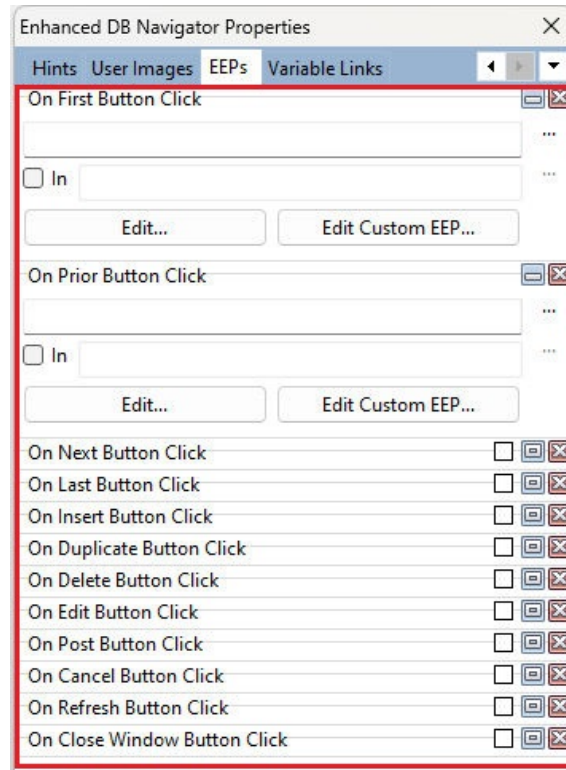 Enhanced DB Navigator Properties
Hints User Images EEPs Variable Links
On First Button Click
...
In ...
Edit... Edit Custom EEP...
On Prior Button Click
...
In ...
Edit... Edit Custom EEP...
On Next Button Click
On Last Button Click
On Insert Button Click
On Duplicate Button Click
On Delete Button Click
On Edit Button Click
On Post Button Click
On Cancel Button Click
On Refresh Button Click
On Close Window Button Click